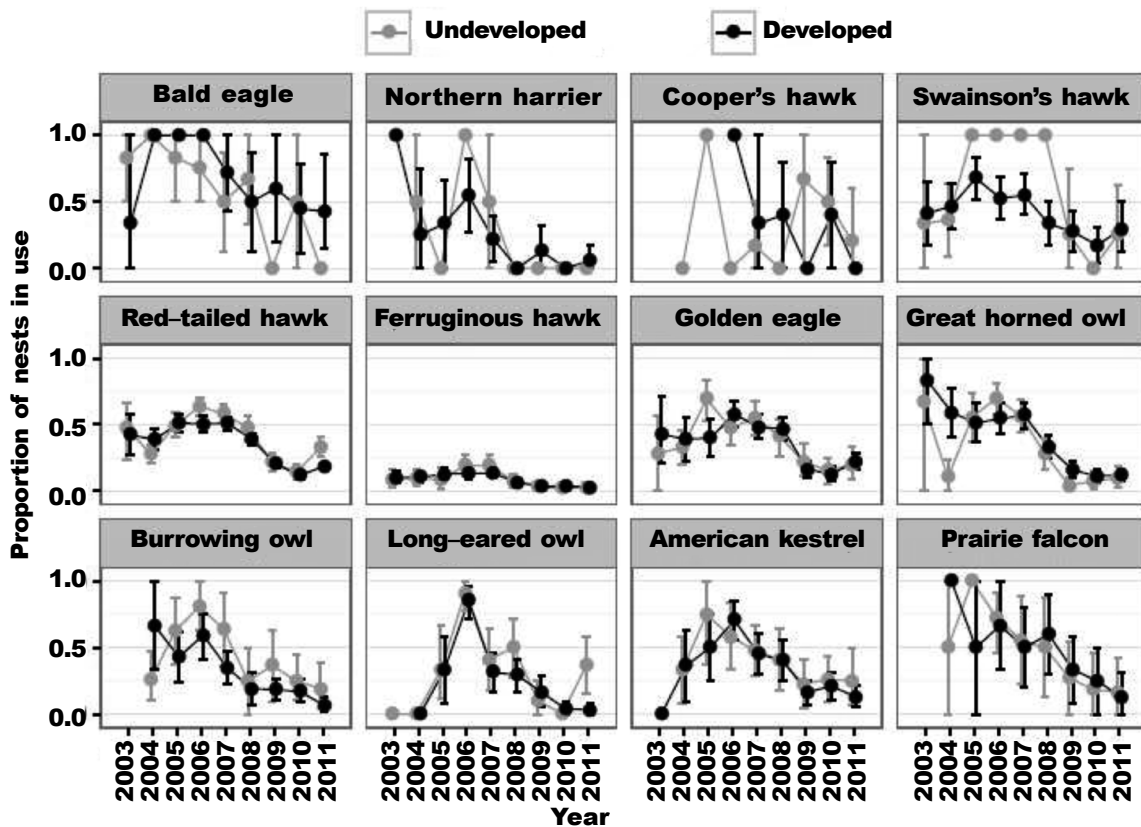 Undeveloped Developed
Bald eagle Northern harrier Cooper's hawk Swainson's hawk
1.0
0.5
0.0
Red–tailed hawk Ferruginous hawk Golden eagle Great horned owl
1.0
0.5
0.0
Burrowing owl Long–eared owl American kestrel Prairie falcon
1.0
0.5
0.0
Proportion of nests in use
2003 2004 2005 2006 2007 2008 2009 2010 2011 2003 2004 2005 2006 2007 2008 2009 2010 2011 2003 2004 2005 2006 2007 2008 2009 2010 2011 2003 2004 2005 2006 2007 2008 2009 2010 2011
Year